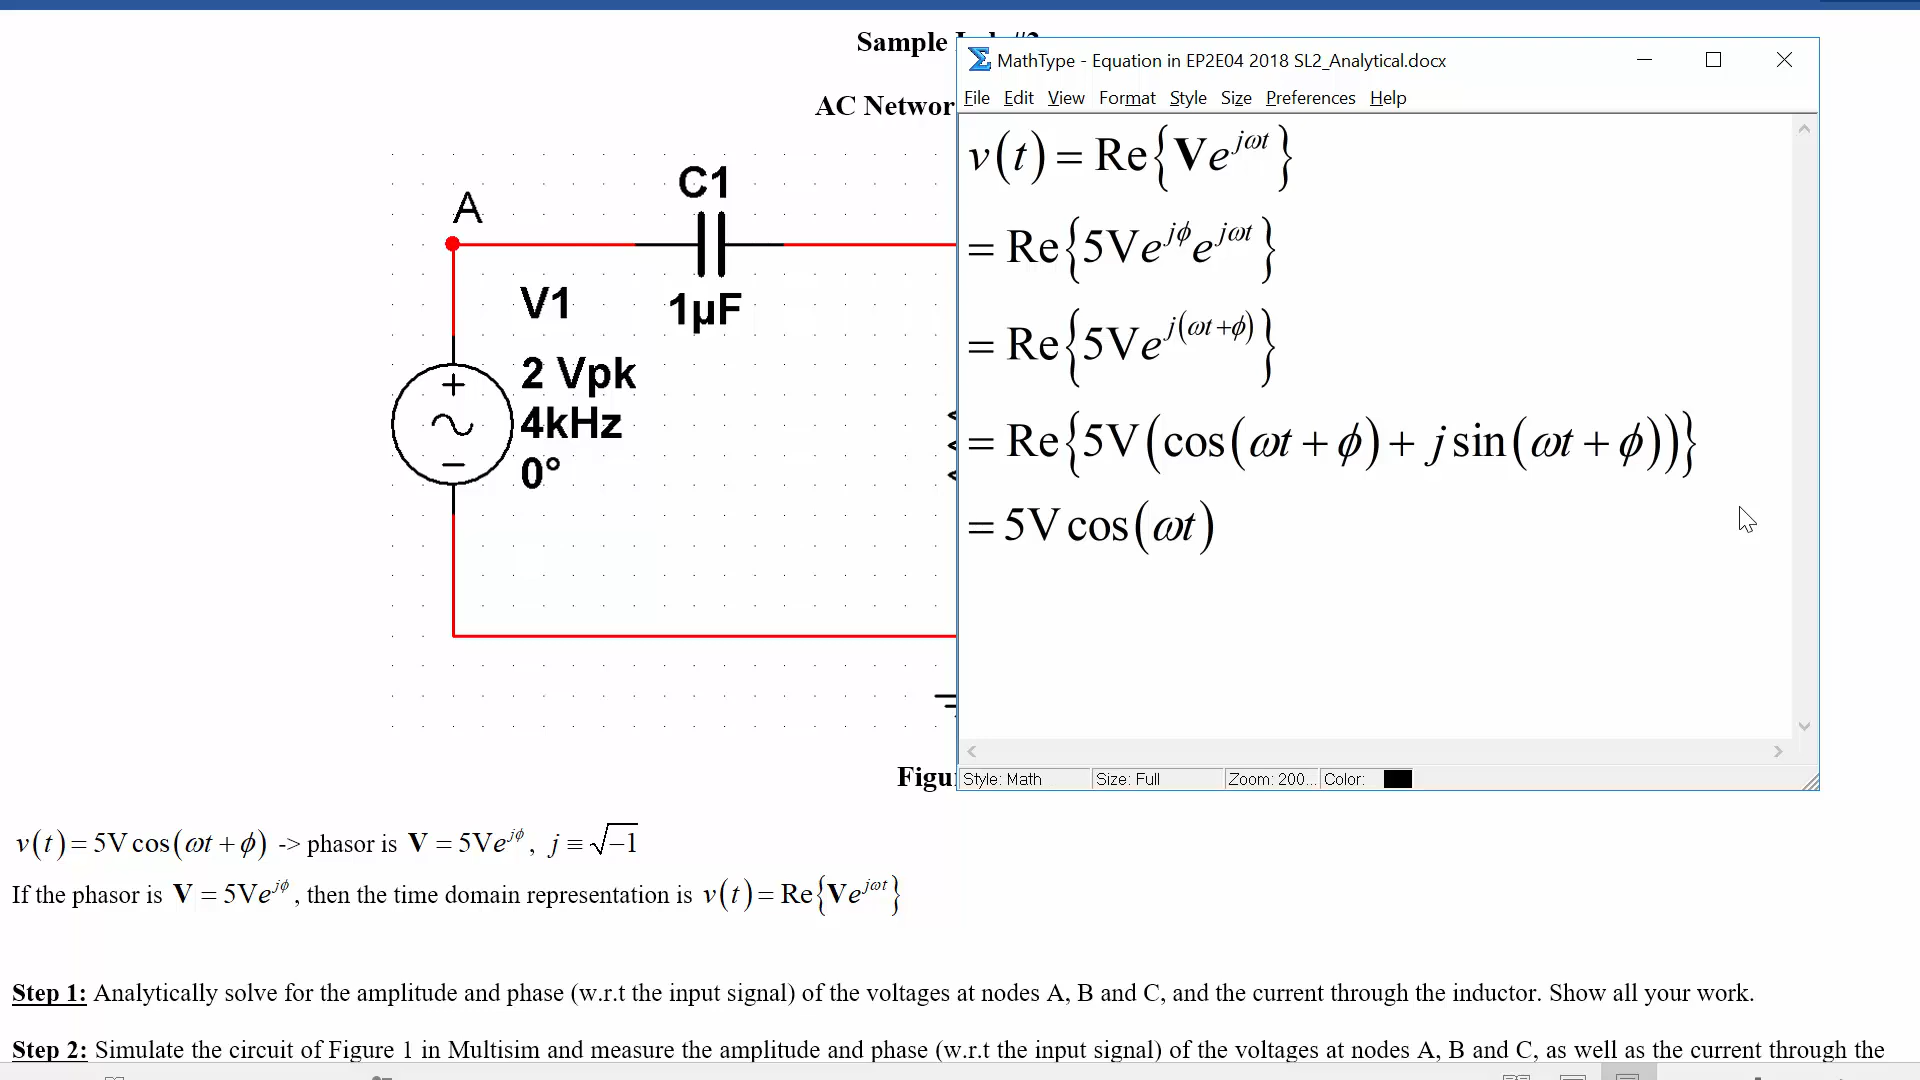 Sample
AC Networ
MathType - Equation in EP2E04 2018 SL2_Analytical.docx
File Edit View Format Style Size Preferences Help
v(t) = Re{Ve^{jωt}}
= Re{5Ve^{jϕ}e^{jωt}}
= Re{5Ve^{j(ωt+ϕ)}}
= Re{5V(cos(ωt + ϕ) + j sin(ωt + ϕ))}
= 5V cos(ωt)
Style: Math Size: Full Zoom: 200... Color:
A
C1
1µF
V1
2 Vpk
4kHz
0°
Figu
v(t) = 5V cos(ωt + ϕ) -> phasor is V = 5Ve^{jϕ}, j ≡ √−1
If the phasor is V = 5Ve^{jϕ}, then the time domain representation is v(t) = Re{Ve^{jωt}}
Step 1: Analytically solve for the amplitude and phase (w.r.t the input signal) of the voltages at nodes A, B and C, and the current through the inductor. Show all your work.
Step 2: Simulate the circuit of Figure 1 in Multisim and measure the amplitude and phase (w.r.t the input signal) of the voltages at nodes A, B and C, as well as the current through the